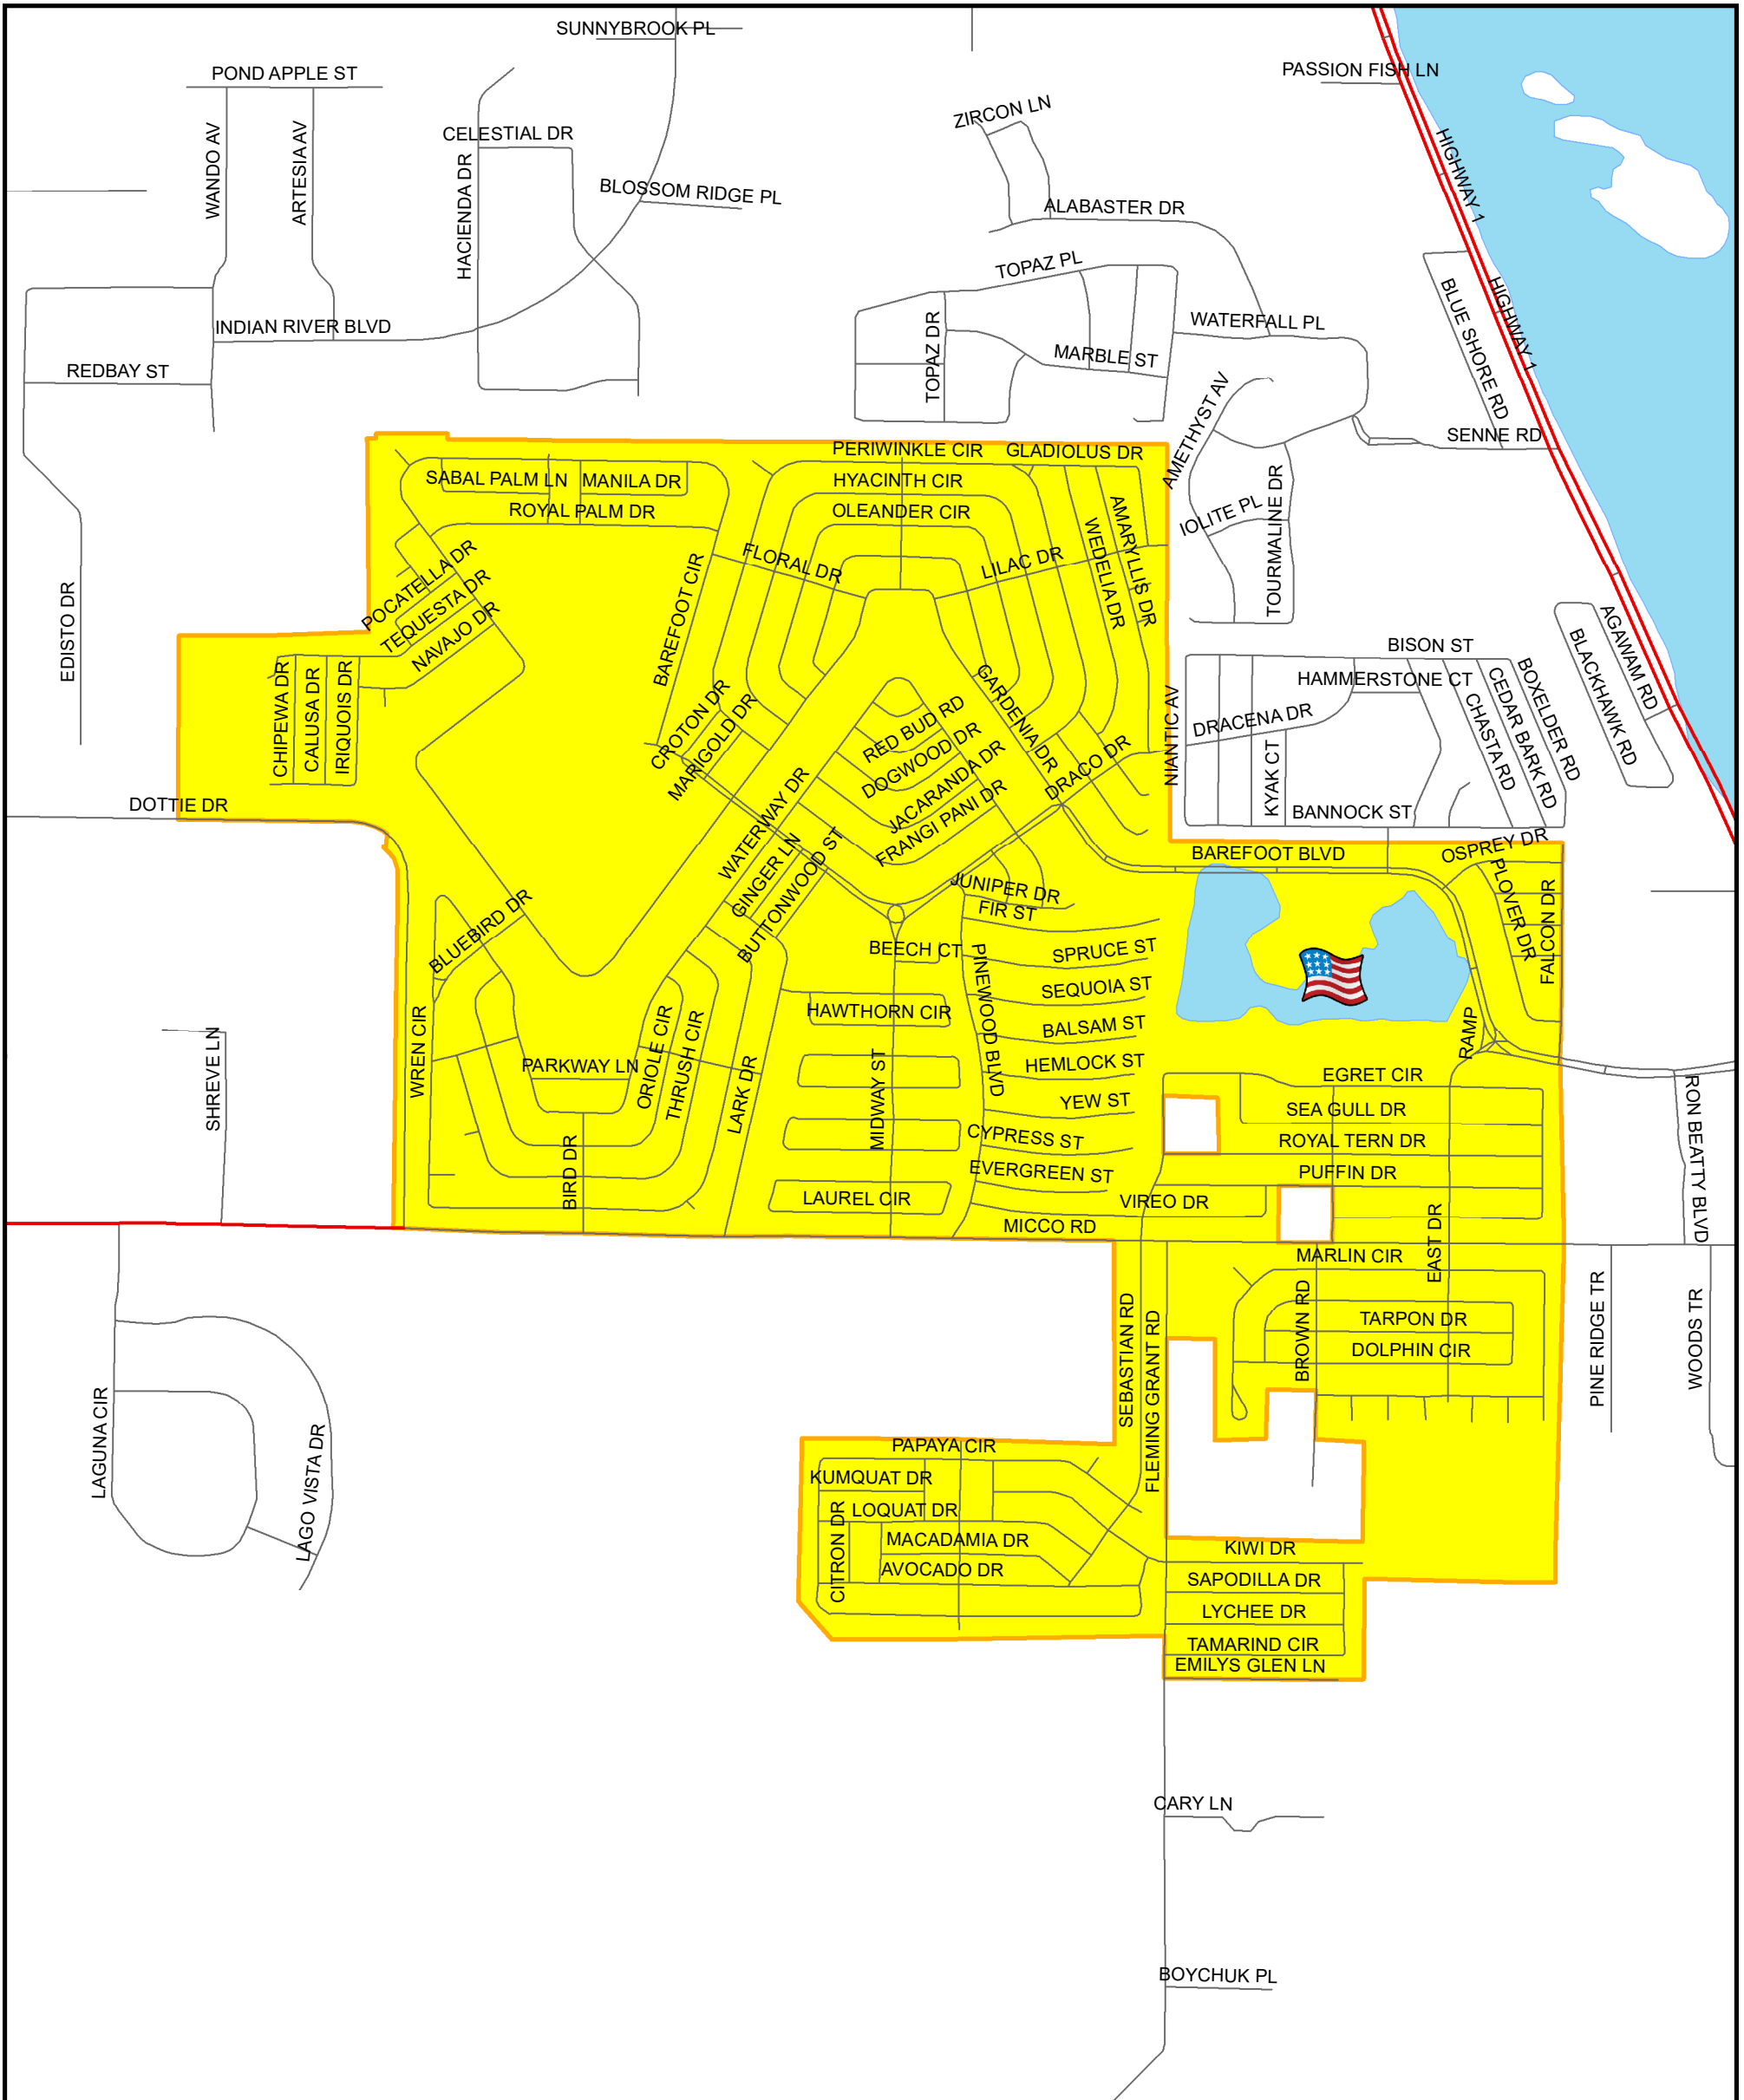 SUNNYBROOK PL
POND APPLE ST
PASSION FISH LN
ZIRCON LN
CELESTIAL DR
WANDO AV
ARTESIA AV
HACIENDA DR
BLOSSOM RIDGE PL
HIGHWAY 1
ALABASTER DR
TOPAZ PL
HIGHWAY 1
BLUE SHORE RD
INDIAN RIVER BLVD
TOPAZ DR
WATERFALL PL
MARBLE ST
REDBAY ST
AMETHYST AV
SENNE RD
PERIWINKLE CIR
GLADIOLUS DR
SABAL PALM LN
MANILA DR
HYACINTH CIR
ROYAL PALM DR
OLEANDER CIR
AMARYLLIS DR
WEDELIA DR
IOLITE PL
TOURMALINE DR
FLORAL DR
LILAC DR
POCATELLA DR
TEQUESTA DR
NAVAJO DR
BAREFOOT CIR
EDISTO DR
CHIPEWA DR
CALUSA DR
IRIQUOIS DR
BISON ST
AGAWAM RD
BLACKHAWK RD
HAMMERSTONE CT
BOXELDER RD
CEDAR BARK RD
CHASTA RD
CROTON DR
MARIGOLD DR
GARDENIA DR
RED BUD RD
DOGWOOD DR
JACARANDA DR
FRANGI PANI DR
DRACO DR
NIANTIC AV
DRACENA DR
KYAK CT
BANNOCK ST
DOTTIE DR
WATERWAY DR
GINGER LN
BUTTONWOOD ST
BAREFOOT BLVD
OSPREY DR
PLOVER DR
FALCON DR
JUNIPER DR
FIR ST
BLUEBIRD DR
BEECH CT
PINEWOOD BLVD
SPRUCE ST
SEQUOIA ST
HAWTHORN CIR
BALSAM ST
WREN CIR
SHREVE LN
ORIOLE CIR
THRUSH CIR
PARKWAY LN
LARK DR
MIDWAY ST
HEMLOCK ST
RAMP
EGRET CIR
YEW ST
SEA GULL DR
CYPRESS ST
ROYAL TERN DR
RON BEATTY BLVD
BIRD DR
EVERGREEN ST
PUFFIN DR
LAUREL CIR
VIREO DR
MICCO RD
EAST DR
MARLIN CIR
SEBASTIAN RD
FLEMING GRANT RD
BROWN RD
TARPON DR
DOLPHIN CIR
PINE RIDGE TR
WOODS TR
LAGUNA CIR
LAGO VISTA DR
PAPAYA CIR
KUMQUAT DR
LOQUAT DR
CITRON DR
MACADAMIA DR
AVOCADO DR
KIWI DR
SAPODILLA DR
LYCHEE DR
TAMARIND CIR
EMILYS GLEN LN
CARY LN
BOYCHUK PL